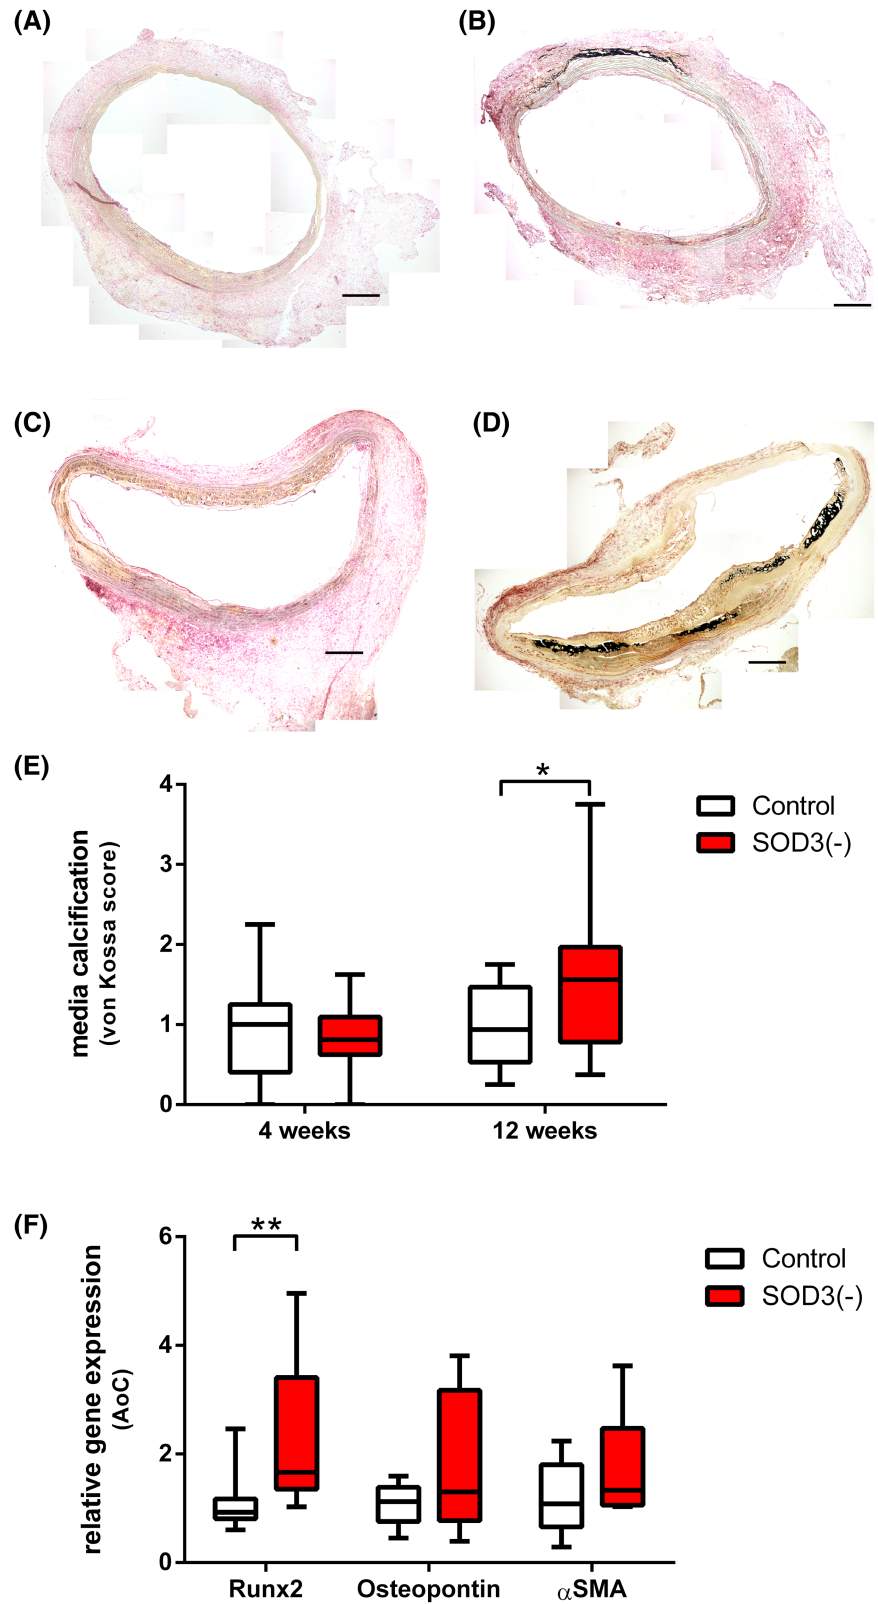 (A)
(B)
(C)
(D)
(E)
media calcification
(von Kossa score)
4
3
2
1
0
*
4 weeks
12 weeks
Control
SOD3(-)
(F)
relative gene expression
(AoC)
6
4
2
0
**
Runx2
Osteopontin
αSMA
Control
SOD3(-)